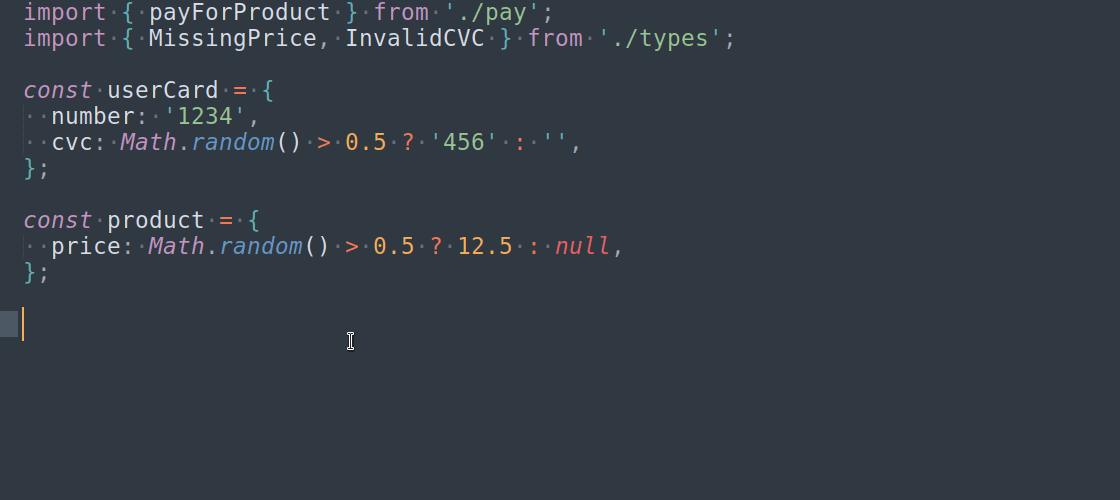 import { payForProduct } from './pay';
import { MissingPrice, InvalidCVC } from './types';
const userCard = {
  number: '1234',
  cvc: Math.random() > 0.5 ? '456' : '',
};
const product = {
  price: Math.random() > 0.5 ? 12.5 : null,
};